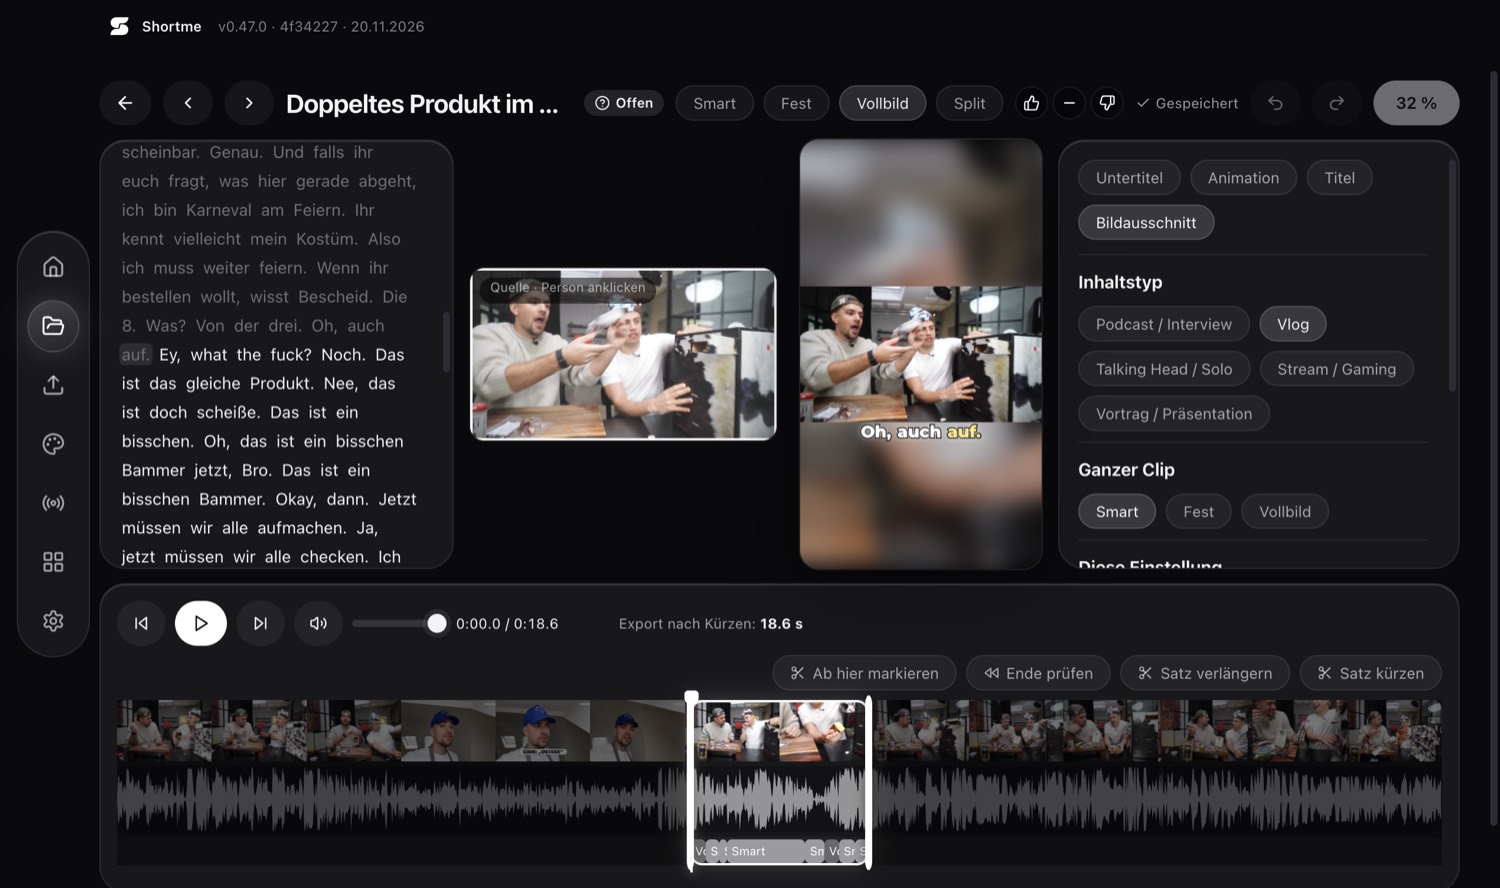 Shortme v0.47.0 · 4f34227 · 20.11.2026
Doppeltes Produkt im ...
Offen
Smart
Fest
Vollbild
Split
Gespeichert
32 %
scheinbar. Genau. Und falls ihr
euch fragt, was hier gerade abgeht,
ich bin Karneval am Feiern. Ihr
kennt vielleicht mein Kostüm. Also
ich muss weiter feiern. Wenn ihr
bestellen wollt, wisst Bescheid. Die
8. Was? Von der drei. Oh, auch
auf. Ey, what the fuck? Noch. Das
ist das gleiche Produkt. Nee, das
ist doch scheiße. Das ist ein
bisschen. Oh, das ist ein bisschen
Bammer jetzt, Bro. Das ist ein
bisschen Bammer. Okay, dann. Jetzt
müssen wir alle aufmachen. Ja,
jetzt müssen wir alle checken. Ich
Quelle · Person anklicken
Oh, auch auf.
Untertitel
Animation
Titel
Bildausschnitt
Inhaltstyp
Podcast / Interview
Vlog
Talking Head / Solo
Stream / Gaming
Vortrag / Präsentation
Ganzer Clip
Smart
Fest
Vollbild
Diese Einstellung
0:00.0 / 0:18.6
Export nach Kürzen: 18.6 s
Ab hier markieren
Ende prüfen
Satz verlängern
Satz kürzen
Smart